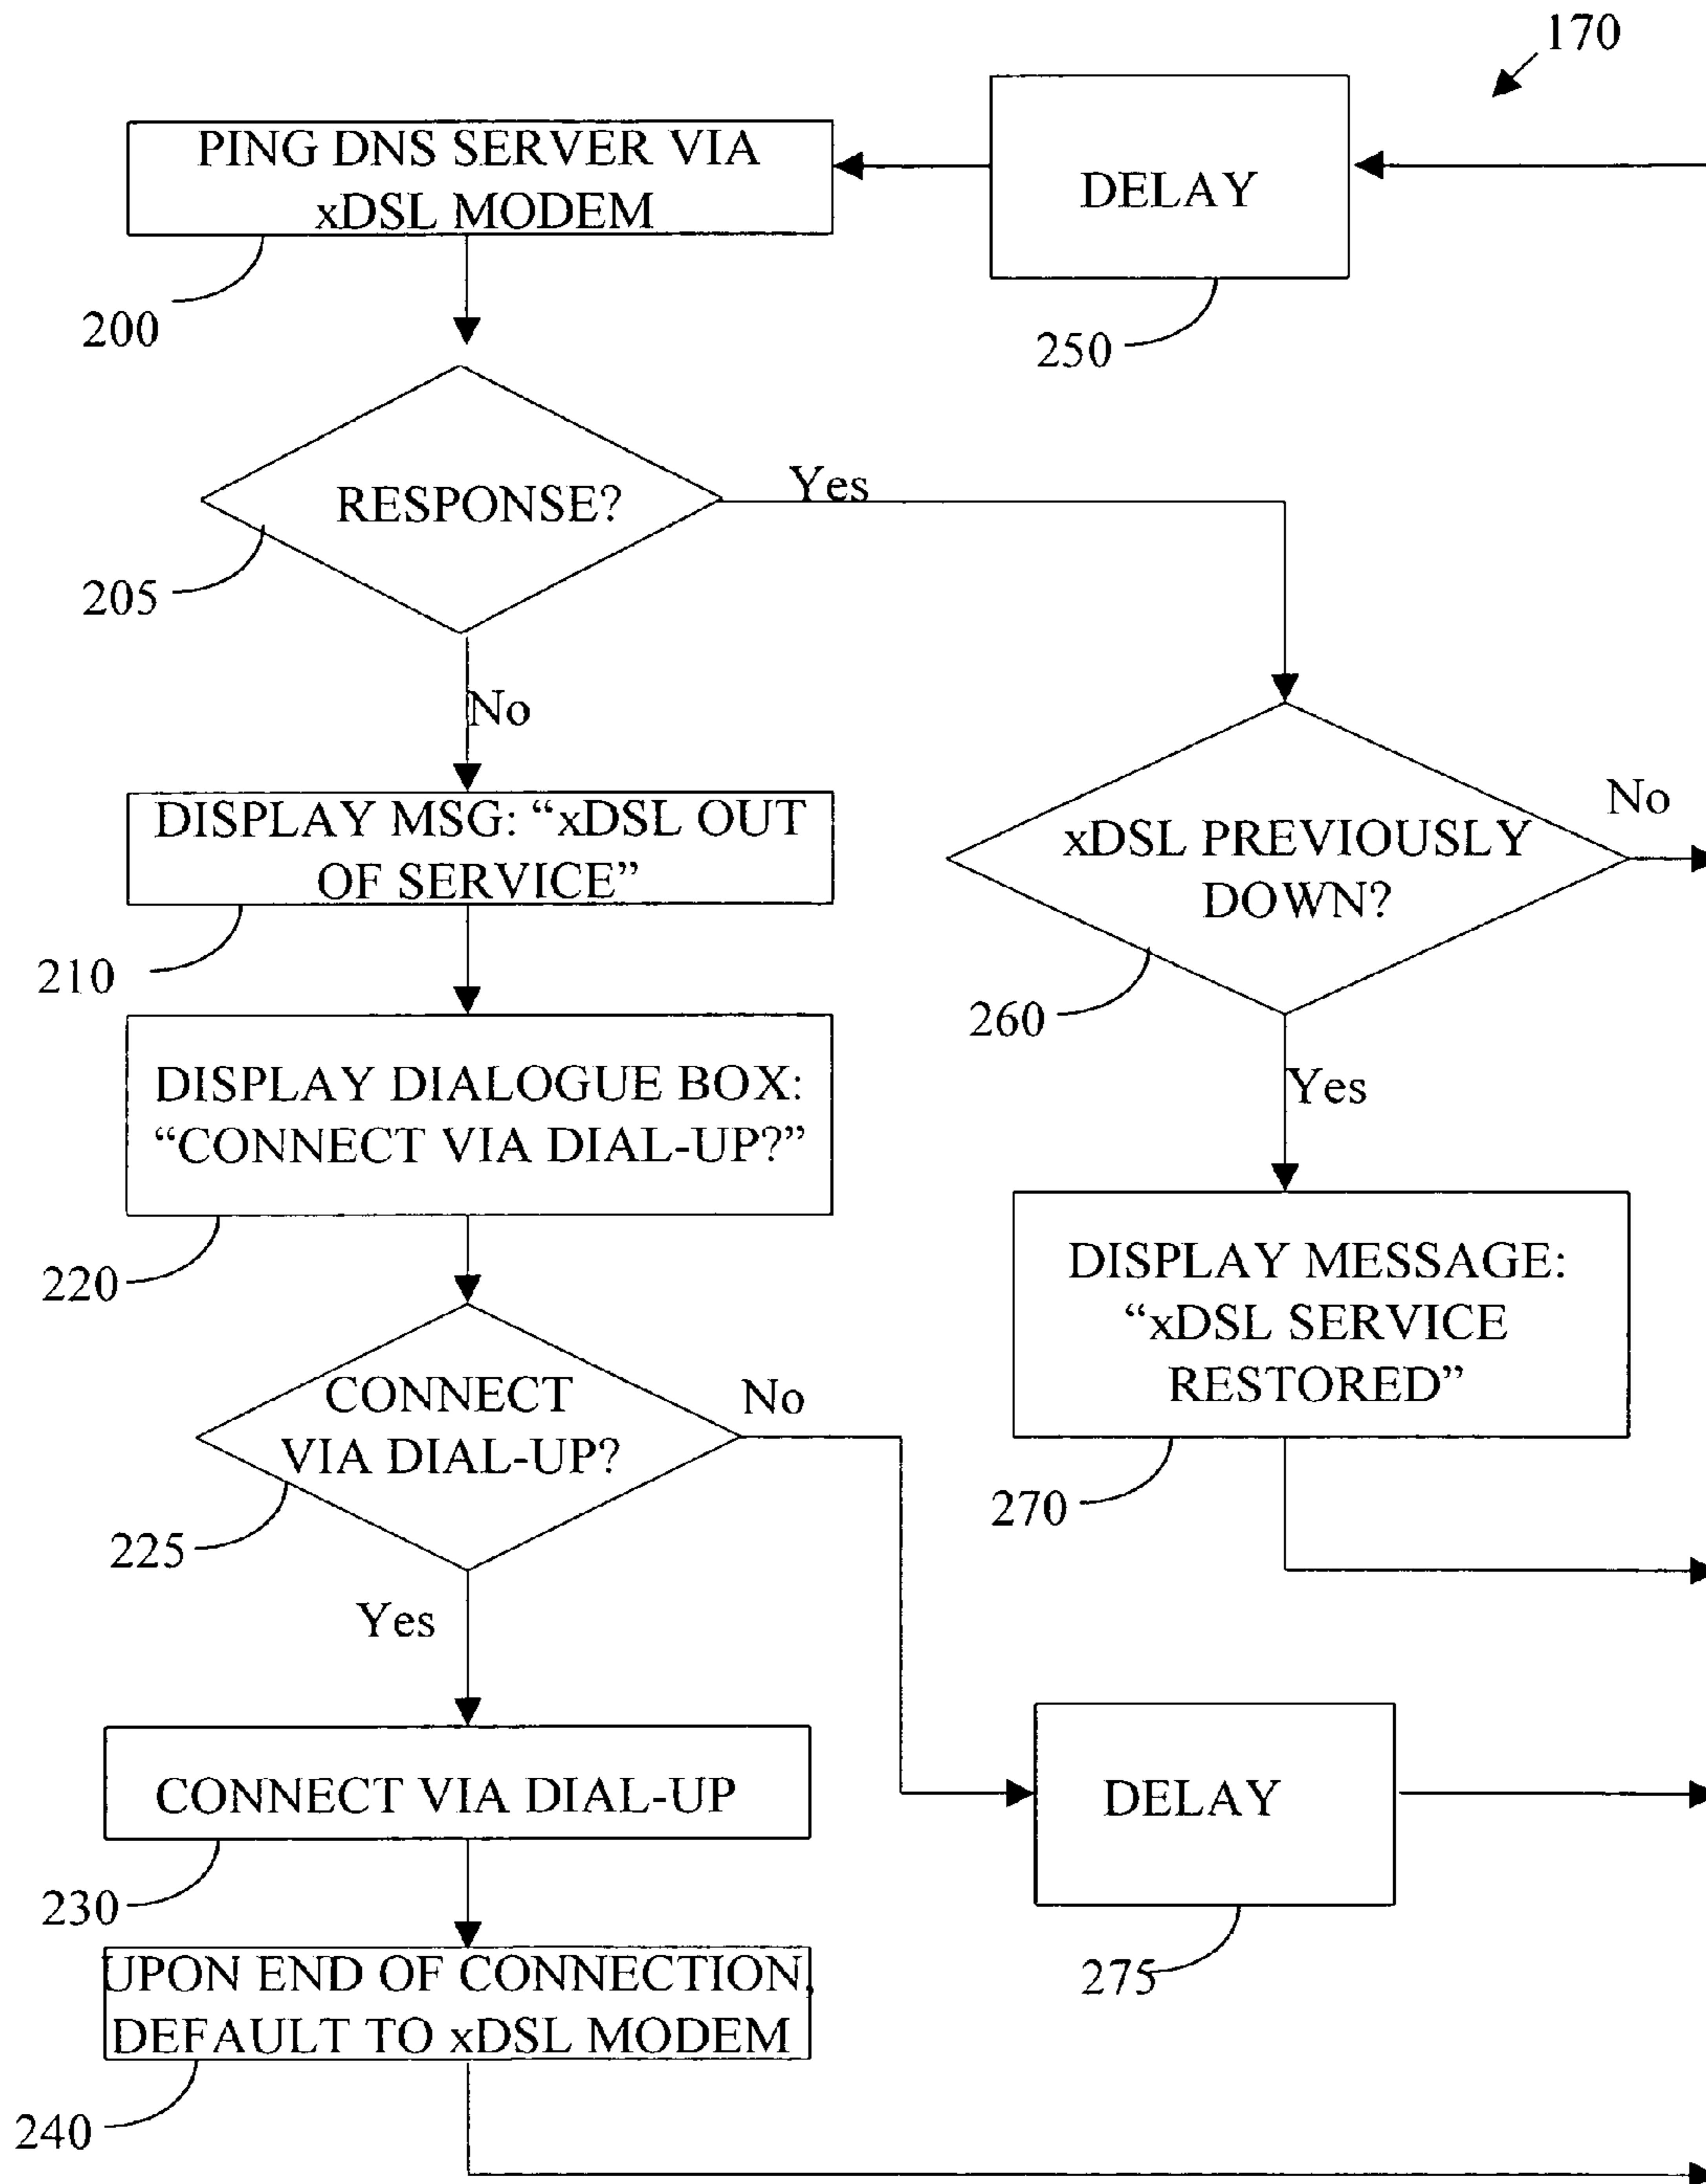 170
PING DNS SERVER VIA
xDSL MODEM
DELAY
200
250
RESPONSE?
Yes
205
No
DISPLAY MSG: “xDSL OUT
OF SERVICE”
No
xDSL PREVIOUSLY
DOWN?
210
260
DISPLAY DIALOGUE BOX:
“CONNECT VIA DIAL-UP?”
Yes
220
DISPLAY MESSAGE:
“xDSL SERVICE
RESTORED”
CONNECT
VIA DIAL-UP?
No
270
225
Yes
CONNECT VIA DIAL-UP
DELAY
230
275
UPON END OF CONNECTION,
DEFAULT TO xDSL MODEM
240